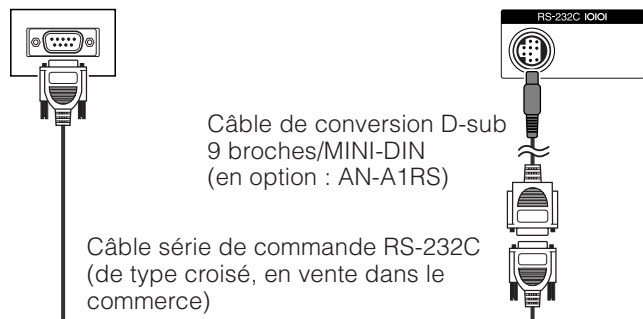 RS-232C IOIOI
Câble de conversion D-sub
9 broches/MINI-DIN
(en option : AN-A1RS)
Câble série de commande RS-232C
(de type croisé, en vente dans le
commerce)